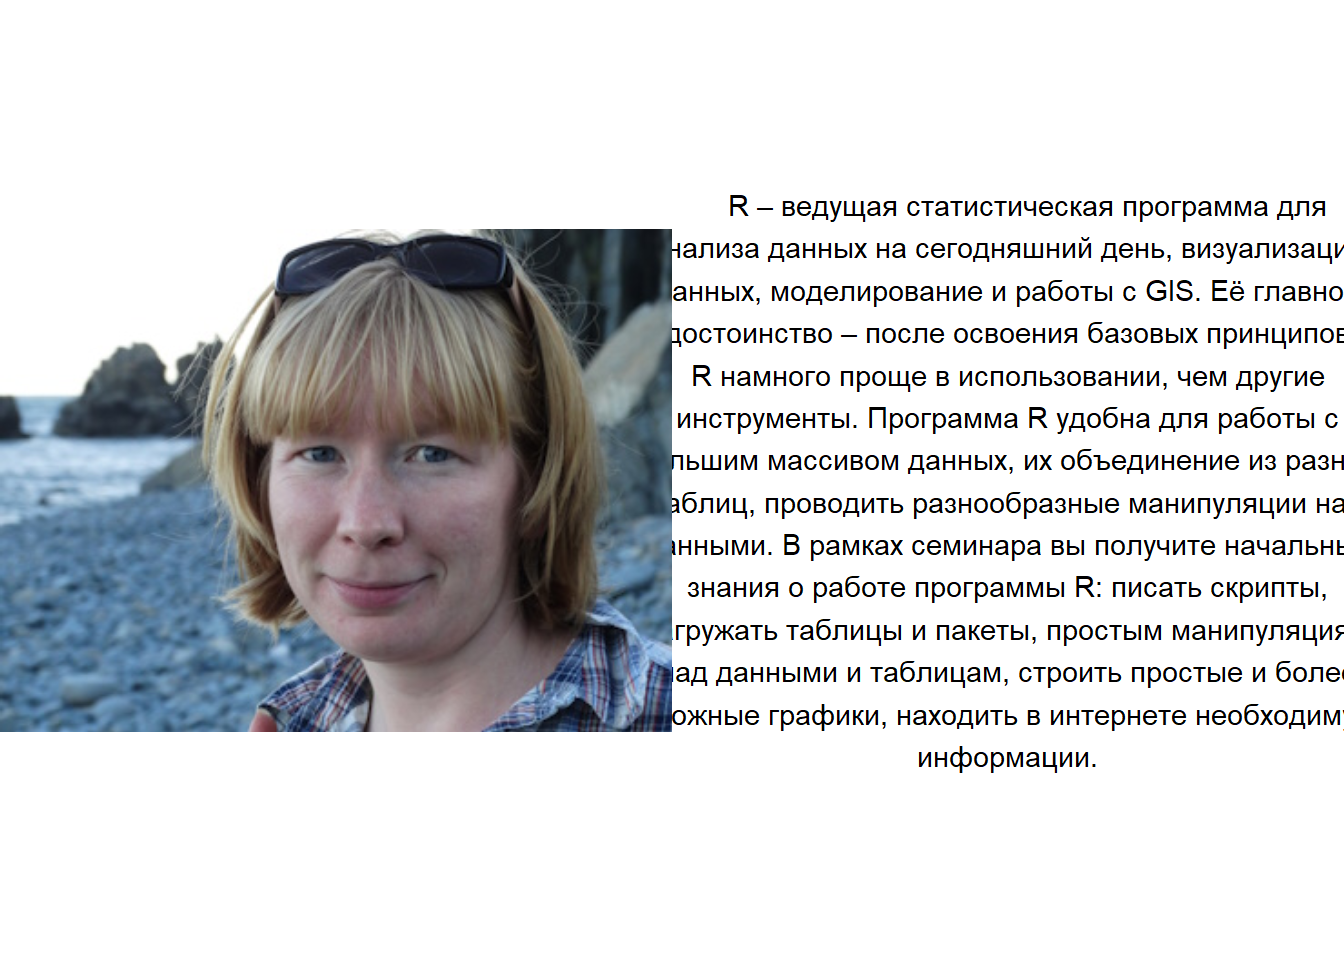 R – ведущая статистическая программа для
нализа данных на сегодняшний день, визуализаци
анных, моделирование и работы с GIS. Её главно
достоинство – после освоения базовых принципов
R намного проще в использовании, чем другие
инструменты. Программа R удобна для работы с
льшим массивом данных, их объединение из разн
аблиц, проводить разнообразные манипуляции на
анными. В рамках семинара вы получите начальны
знания о работе программы R: писать скрипты,
гружать таблицы и пакеты, простым манипуляция
над данными и таблицам, строить простые и более
ожные графики, находить в интернете необходиму
информации.